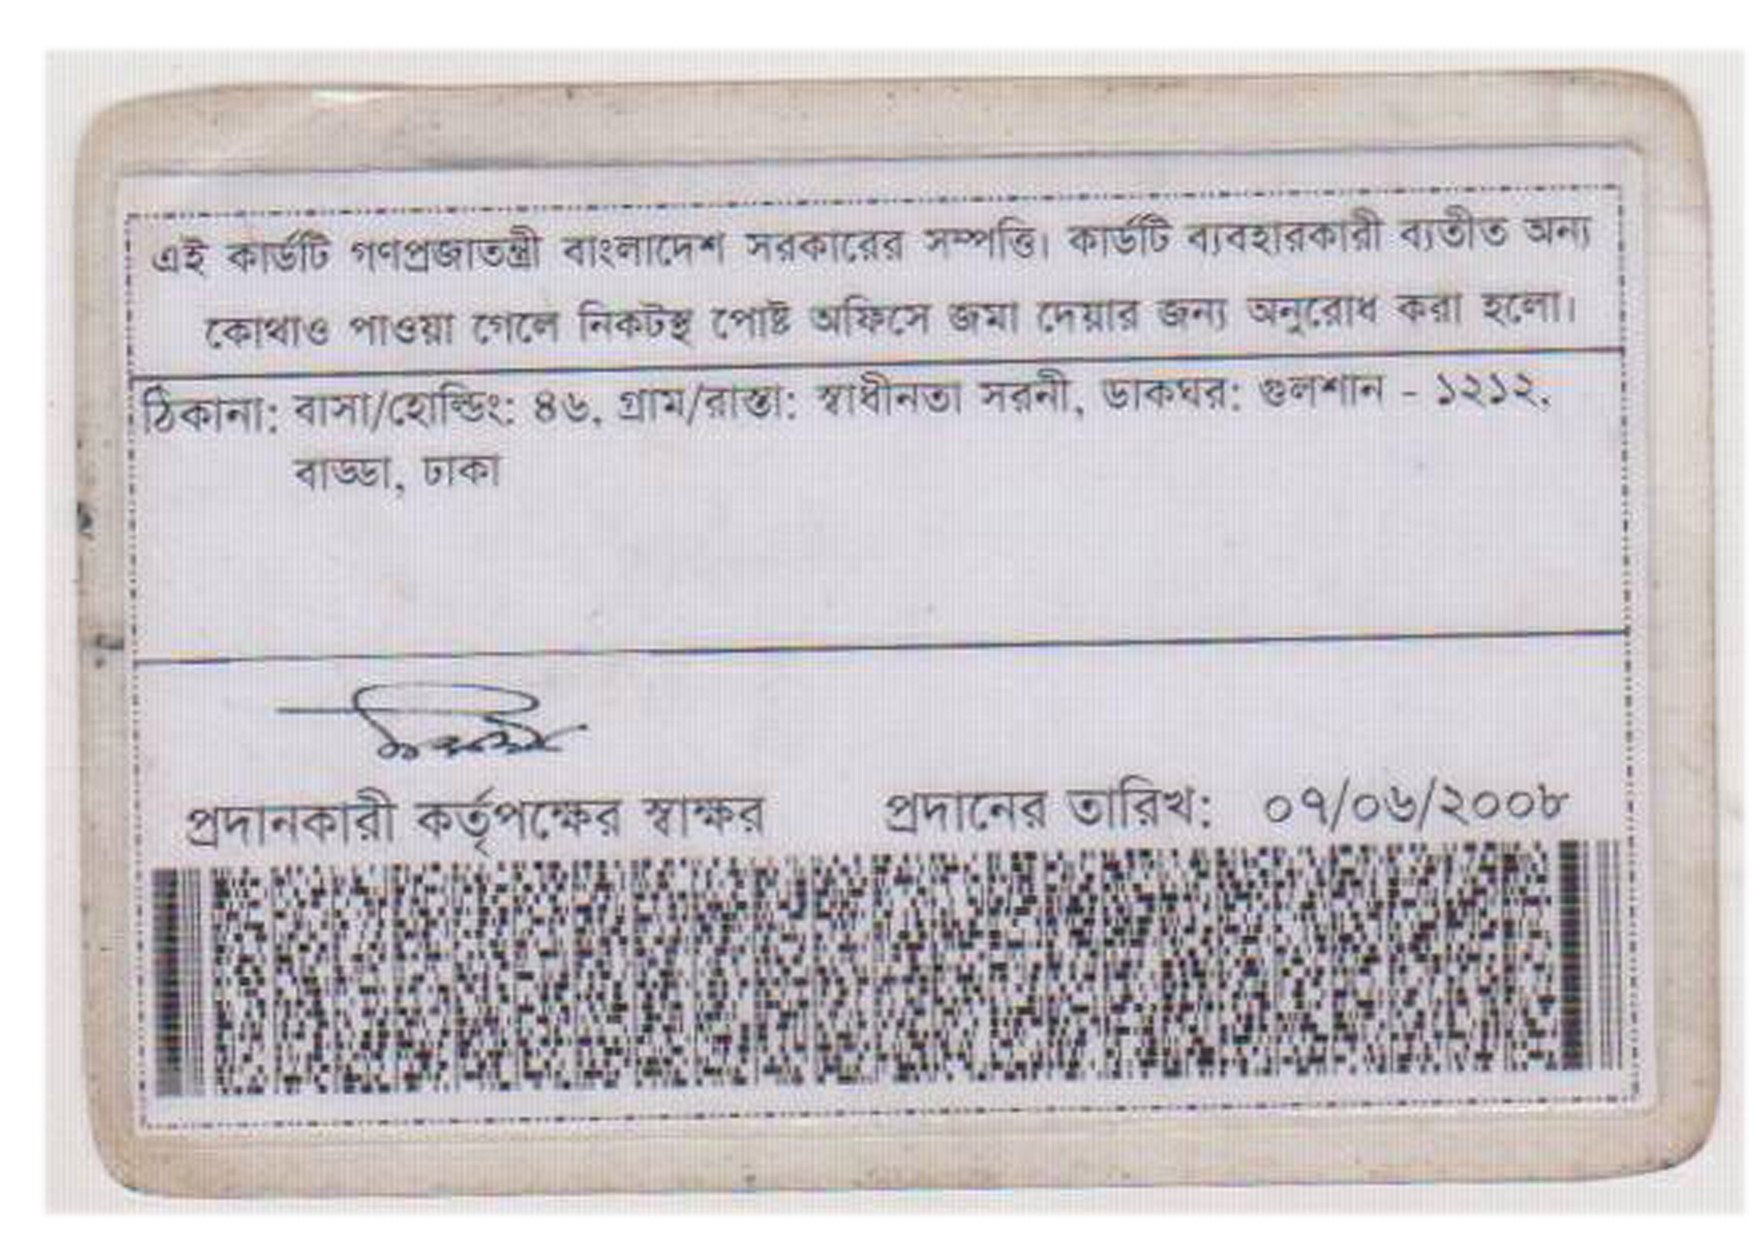 এই কার্ডটি গণপ্রজাতন্ত্রী বাংলাদেশ সরকারের সম্পত্তি। কার্ডটি ব্যবহারকারী ব্যতীত অন্য
কোথাও পাওয়া গেলে নিকটস্থ পোষ্ট অফিসে জমা দেয়ার জন্য অনুরোধ করা হলো।
ঠিকানা: বাসা/হোল্ডিং: ৪৬, গ্রাম/রাস্তা: স্বাধীনতা সরনী, ডাকঘর: গুলশান - ১২১২,
বাড্ডা, ঢাকা
প্রদানকারী কর্তৃপক্ষের স্বাক্ষর প্রদানের তারিখ: ০৭/০৬/২০০৮